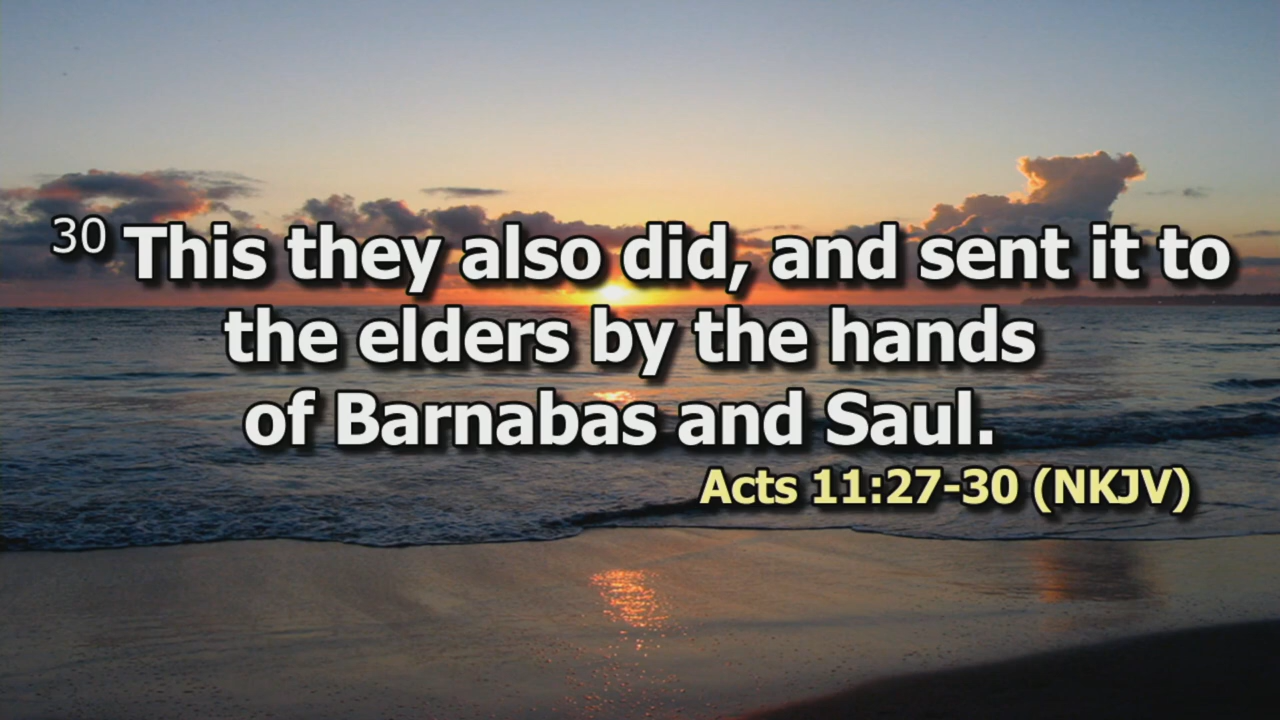 30 This they also did, and sent it to
the elders by the hands
of Barnabas and Saul.
Acts 11:27-30 (NKJV)